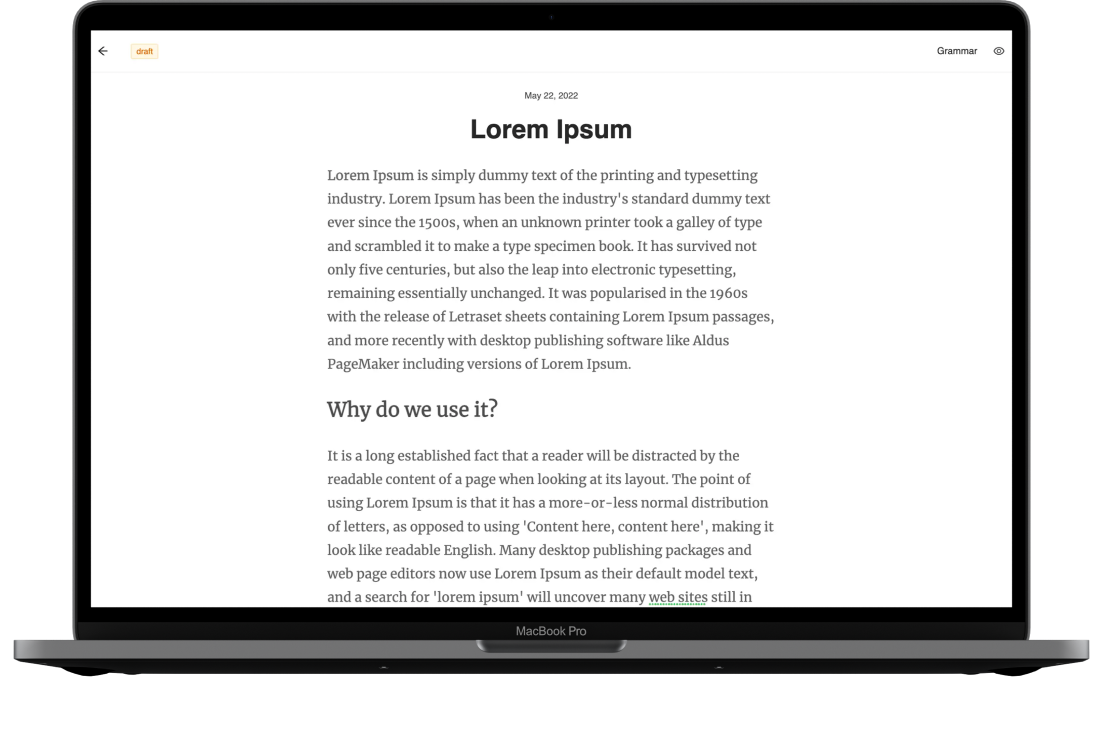 draft
Grammar
May 22, 2022
Lorem Ipsum
Lorem Ipsum is simply dummy text of the printing and typesetting
industry. Lorem Ipsum has been the industry's standard dummy text
ever since the 1500s, when an unknown printer took a galley of type
and scrambled it to make a type specimen book. It has survived not
only five centuries, but also the leap into electronic typesetting,
remaining essentially unchanged. It was popularised in the 1960s
with the release of Letraset sheets containing Lorem Ipsum passages,
and more recently with desktop publishing software like Aldus
PageMaker including versions of Lorem Ipsum.
Why do we use it?
It is a long established fact that a reader will be distracted by the
readable content of a page when looking at its layout. The point of
using Lorem Ipsum is that it has a more-or-less normal distribution
of letters, as opposed to using 'Content here, content here', making it
look like readable English. Many desktop publishing packages and
web page editors now use Lorem Ipsum as their default model text,
and a search for 'lorem ipsum' will uncover many web sites still in
MacBook Pro